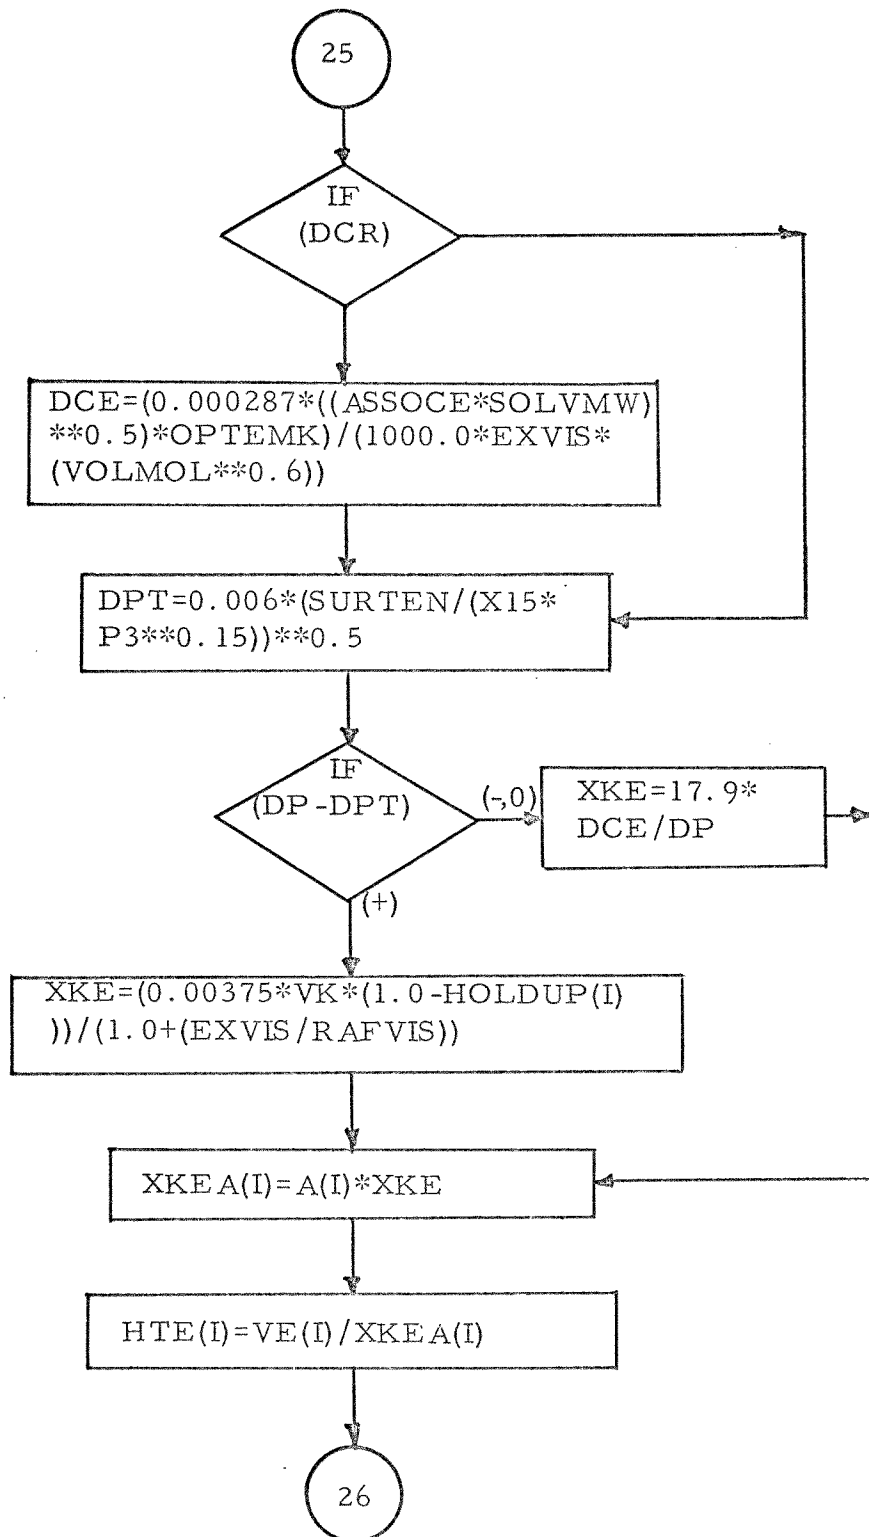 25
IF
(DCR)
DCE=(0.000287*((ASSOCE*SOLVMW)
**0.5)*OPTEMK)/(1000.0*EXVIS*
(VOLMOL**0.6))
DPT=0.006*(SURTEN/(X15*
P3**0.15))**0.5
IF
(DP-DPT)
(-,0)
XKE=17.9*
DCE/DP
(+)
XKE=(0.00375*VK*(1.0-HOLDUP(I)
))/(1.0+(EXVIS/RAFVIS))
XKEA(I)=A(I)*XKE
HTE(I)=VE(I)/XKEA(I)
26